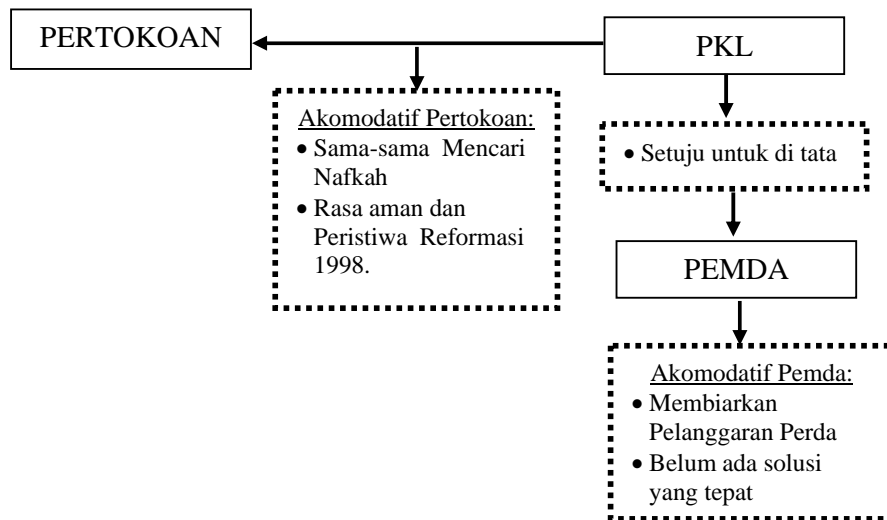 PERTOKOAN
PKL
Akomodatif Pertokoan:
• Sama-sama Mencari
Nafkah
• Rasa aman dan
Peristiwa Reformasi
1998.
• Setuju untuk di tata
PEMDA
Akomodatif Pemda:
• Membiarkan
Pelanggaran Perda
• Belum ada solusi
yang tepat